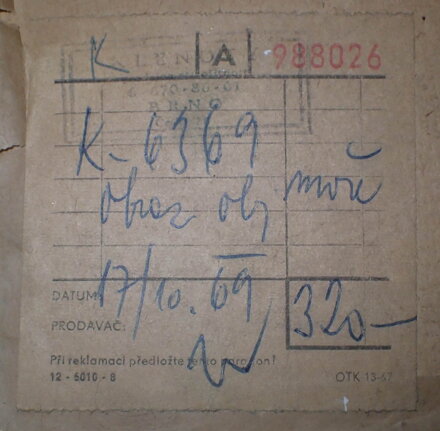 K A 988026
BRNO
K-6369
Obraz olej moře
DATUM: 17/10. 69
320-
PRODAVAČ:
Při reklamaci předložte tento paragon!
12-6010-8 OTK 13-67